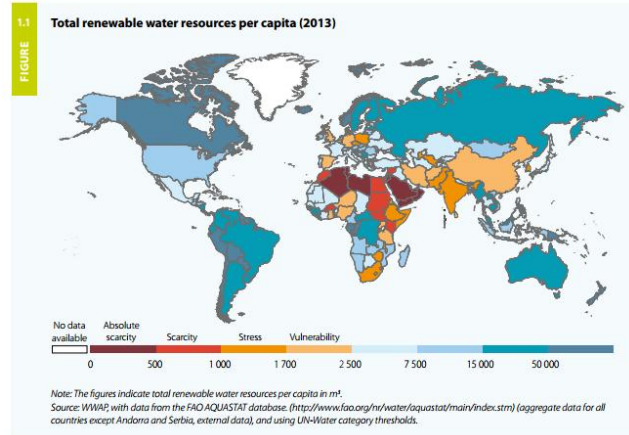 1.1
FIGURE
Total renewable water resources per capita (2013)
No data
available
Absolute
scarcity
Scarcity
Stress
Vulnerability
0
500
1 000
1 700
2 500
7 500
15 000
50 000
Note: The figures indicate total renewable water resources per capita in m³.
Source: WWAP, with data from the FAO AQUASTAT database. (http://www.fao.org/nr/water/aquastat/main/index.stm) (aggregate data for all
countries except Andorra and Serbia, external data), and using UN-Water category thresholds.